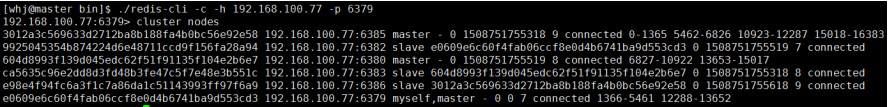 [whj@master bin]$ ./redis-cli -c -h 192.168.100.77 -p 6379
192.168.100.77:6379> cluster nodes
3012a3c569633d2712ba8b188fa4b0bc56e92e58 192.168.100.77:6385 master - 0 1508751755318 9 connected 0-1365 5462-6826 10923-12287 15018-16383
9925045354b874224d6e48711ccd9f156fa28a94 192.168.100.77:6382 slave e0609e6c60f4fab06ccf8e0d4b6741ba9d553cd3 0 1508751755519 7 connected
604d8993f139d045edc62f51f91135f104e2b6e7 192.168.100.77:6380 master - 0 1508751755519 8 connected 6827-10922 13653-15017
ca5635c96e2dd8d3fd48b3fe47c5f7e48e3b551c 192.168.100.77:6383 slave 604d8993f139d045edc62f51f91135f104e2b6e7 0 1508751755318 8 connected
e98e4f94fc6a3f1c7a86da1c51143993ff97f6a9 192.168.100.77:6386 slave 3012a3c569633d2712ba8b188fa4b0bc56e92e58 0 1508751755618 9 connected
e0609e6c60f4fab06ccf8e0d4b6741ba9d553cd3 192.168.100.77:6379 myself,master - 0 0 7 connected 1366-5461 12288-13652